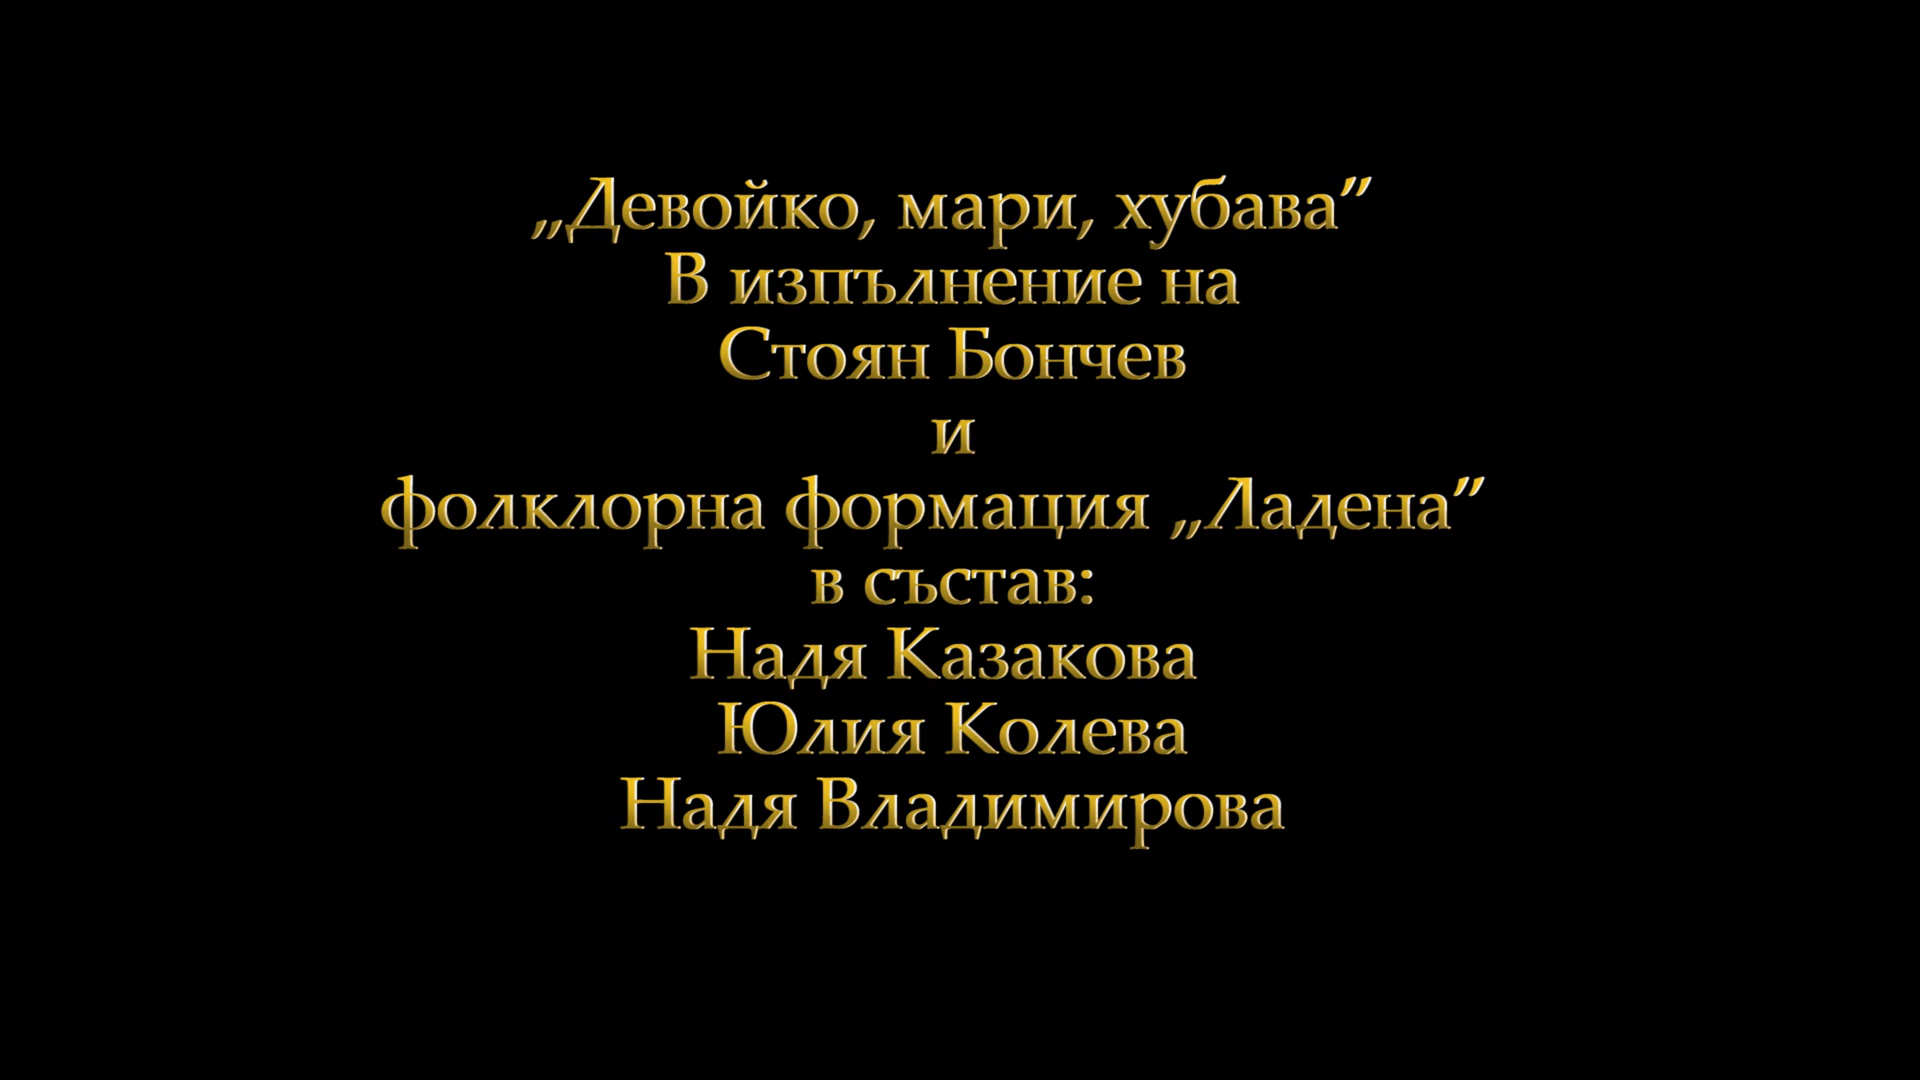 „Девойко, мари, хубава”
В изпълнение на
Стоян Бончев
и
фолклорна формация „Ладена”
в състав:
Надя Казакова
Юлия Колева
Надя Владимирова